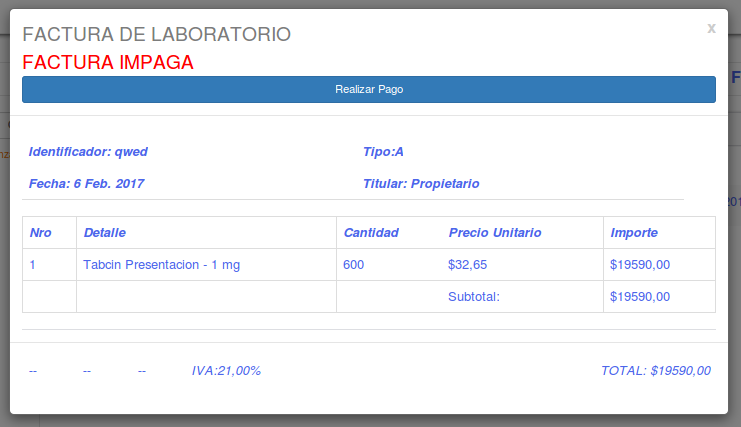 FACTURA DE LABORATORIO x
FACTURA IMPAGA
Realizar Pago
Identificador: qwed Tipo:A
Fecha: 6 Feb. 2017 Titular: Propietario
Nro Detalle Cantidad Precio Unitario Importe
1 Tabcin Presentacion - 1 mg 600 $32,65 $19590,00
Subtotal: $19590,00
-- -- -- IVA:21,00% TOTAL: $19590,00